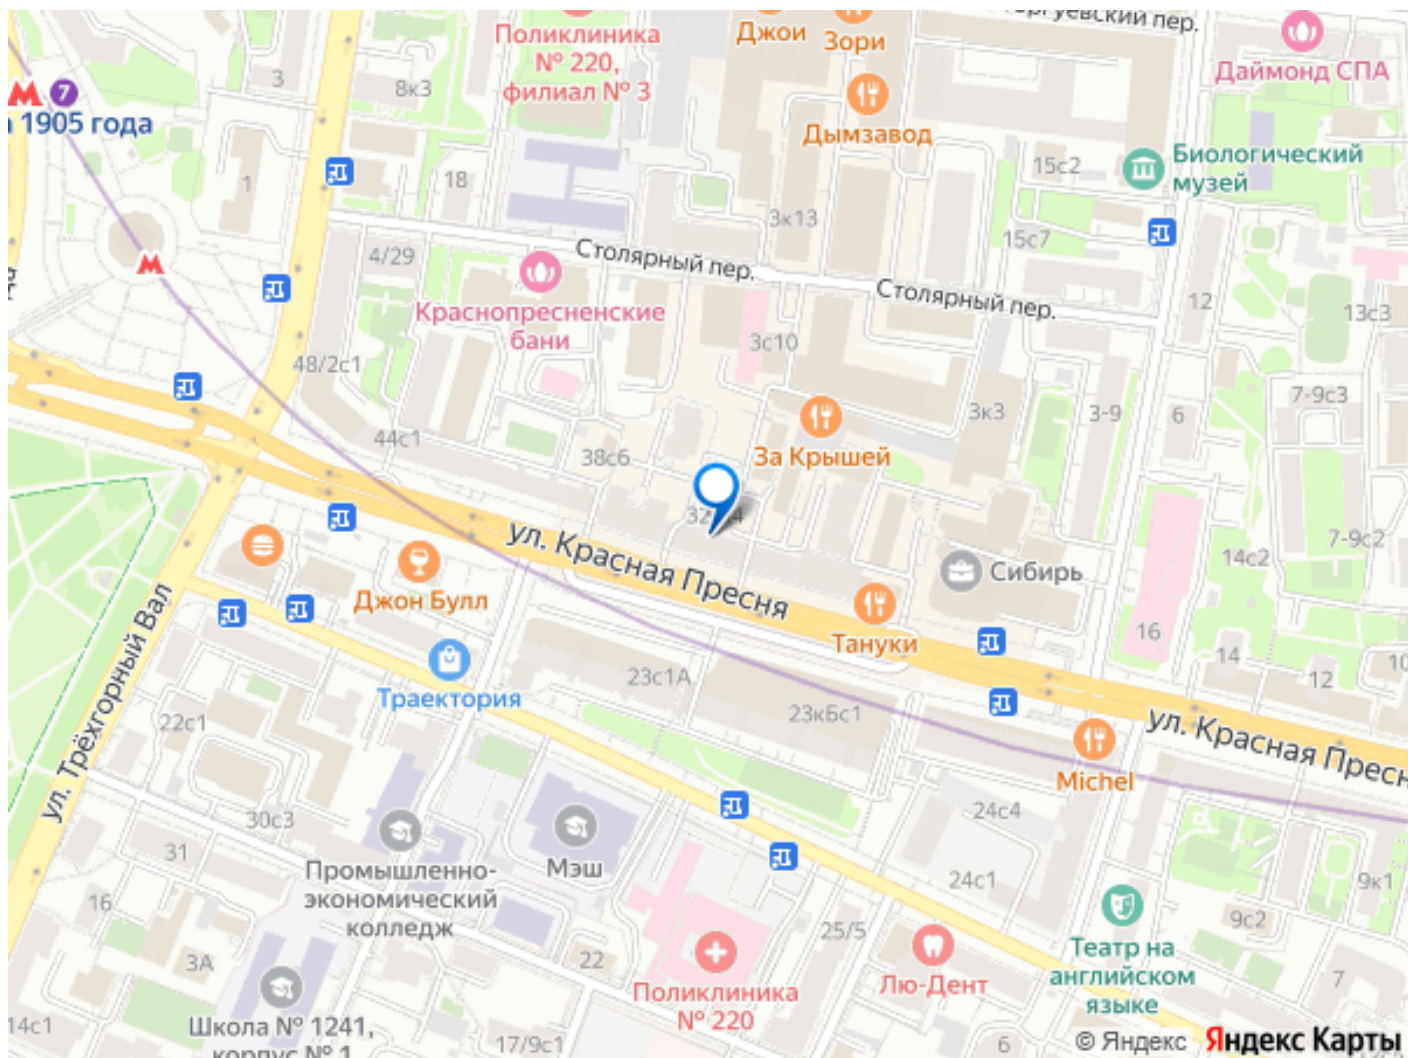 Поликлиника
№ 220,
филиал № 3
Джои
Зори
пер.
Даймонд СПА
3
8к3
7
1905 года
Дымзавод
15с2
Биологический
музей
1
18
3к13
15с7
4/29
Столярный пер.
Столярный пер.
12
13с3
Краснопресненские
бани
3с10
48/2с1
7-9с3
3к3
3-9
6
44с1
38с6
За Крышей
ул. Красная Пресня
14с2
7-9с2
Сибирь
Джон Булл
Тануки
16
14
12
10
ул. Трёхгорный Вал
Траектория
23с1А
23кБс1
22с1
ул. Красная Пресн
Michel
30с3
24с4
31
Промышленно-
экономический
колледж
Мэш
24с1
9к1
16
25/5
9с2
3А
22
Поликлиника
№ 220
Лю-Дент
Театр на
английском
языке
7
14с1
Школа № 1241,
корпус № 1
17/9с1
6
© Яндекс
Яндекс Карты